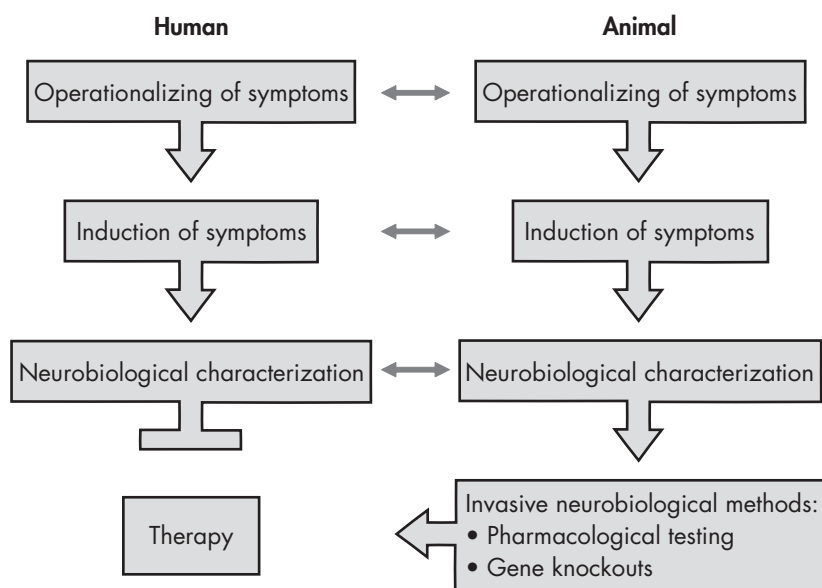 Human
Animal
Operationalizing of symptoms
Operationalizing of symptoms
Induction of symptoms
Induction of symptoms
Neurobiological characterization
Neurobiological characterization
Therapy
Invasive neurobiological methods:
• Pharmacological testing
• Gene knockouts